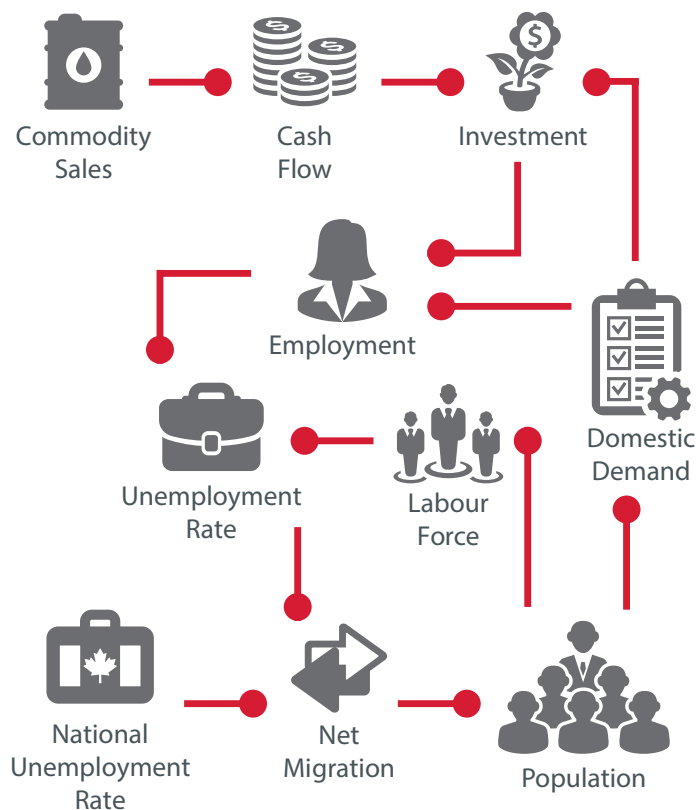 Commodity
Sales
Cash
Flow
Investment
Employment
Domestic
Demand
Unemployment
Rate
Labour
Force
National
Unemployment
Rate
Net
Migration
Population